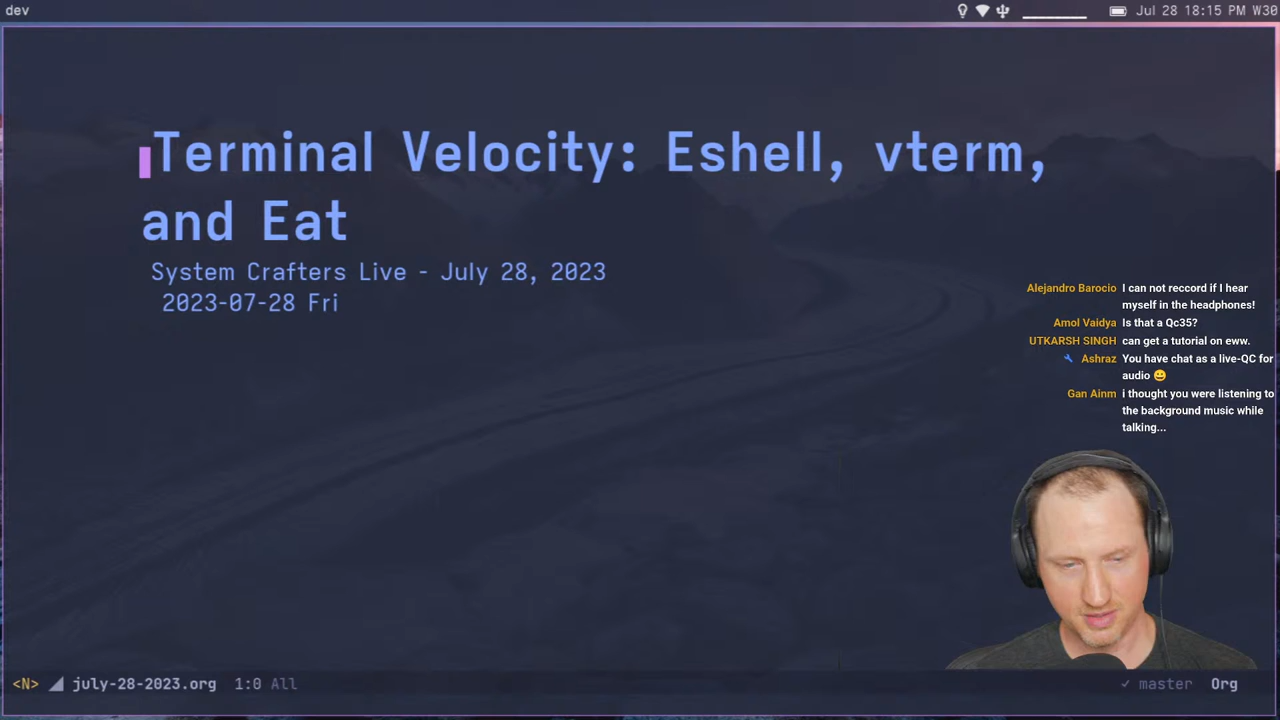 dev
Jul 28 18:15 PM W30
Terminal Velocity: Eshell, vterm,
and Eat
System Crafters Live - July 28, 2023
2023-07-28 Fri
Alejandro Barocio I can not reccord if I hear
myself in the headphones!
Amol Vaidya Is that a Qc35?
UTKARSH SINGH can get a tutorial on eww.
Ashraz You have chat as a live-QC for
audio 😀
Gan Ainm i thought you were listening to
the background music while
talking...
<N> july-28-2023.org 1:0 All ✓ master Org